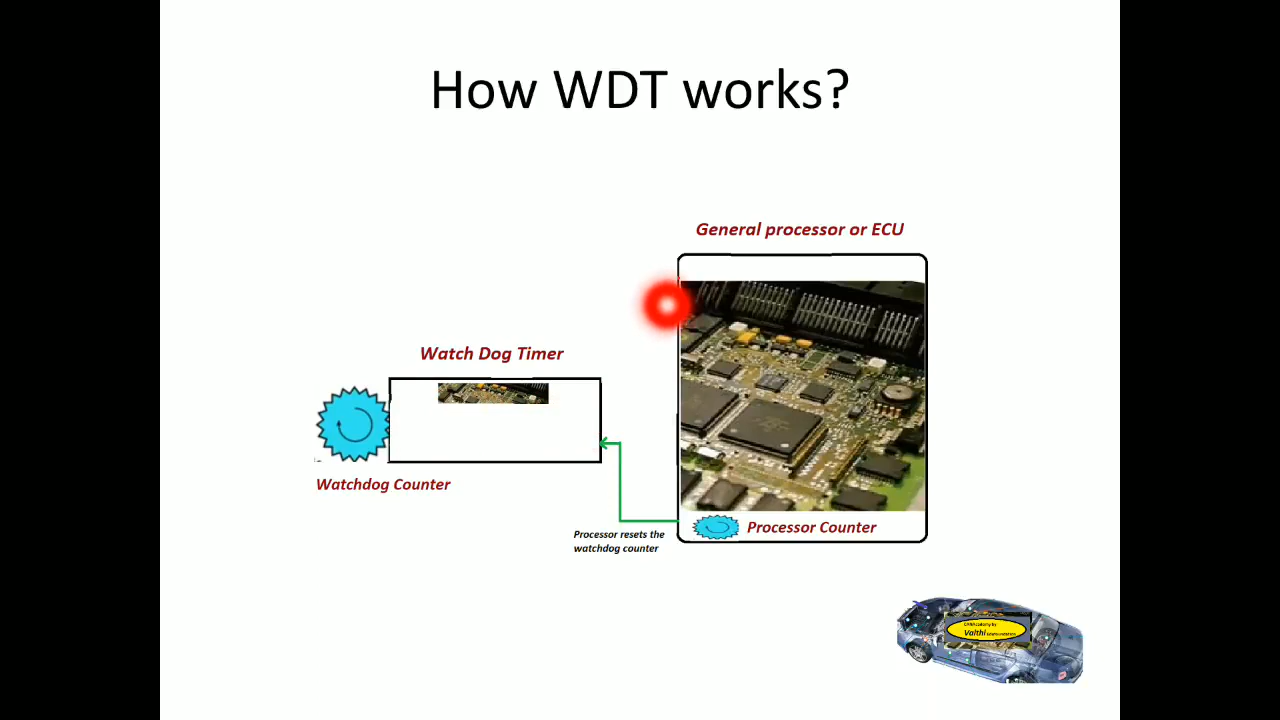 How WDT works?
General processor or ECU
Watch Dog Timer
Watchdog Counter
Processor resets the
watchdog counter
Processor Counter
Vaithi